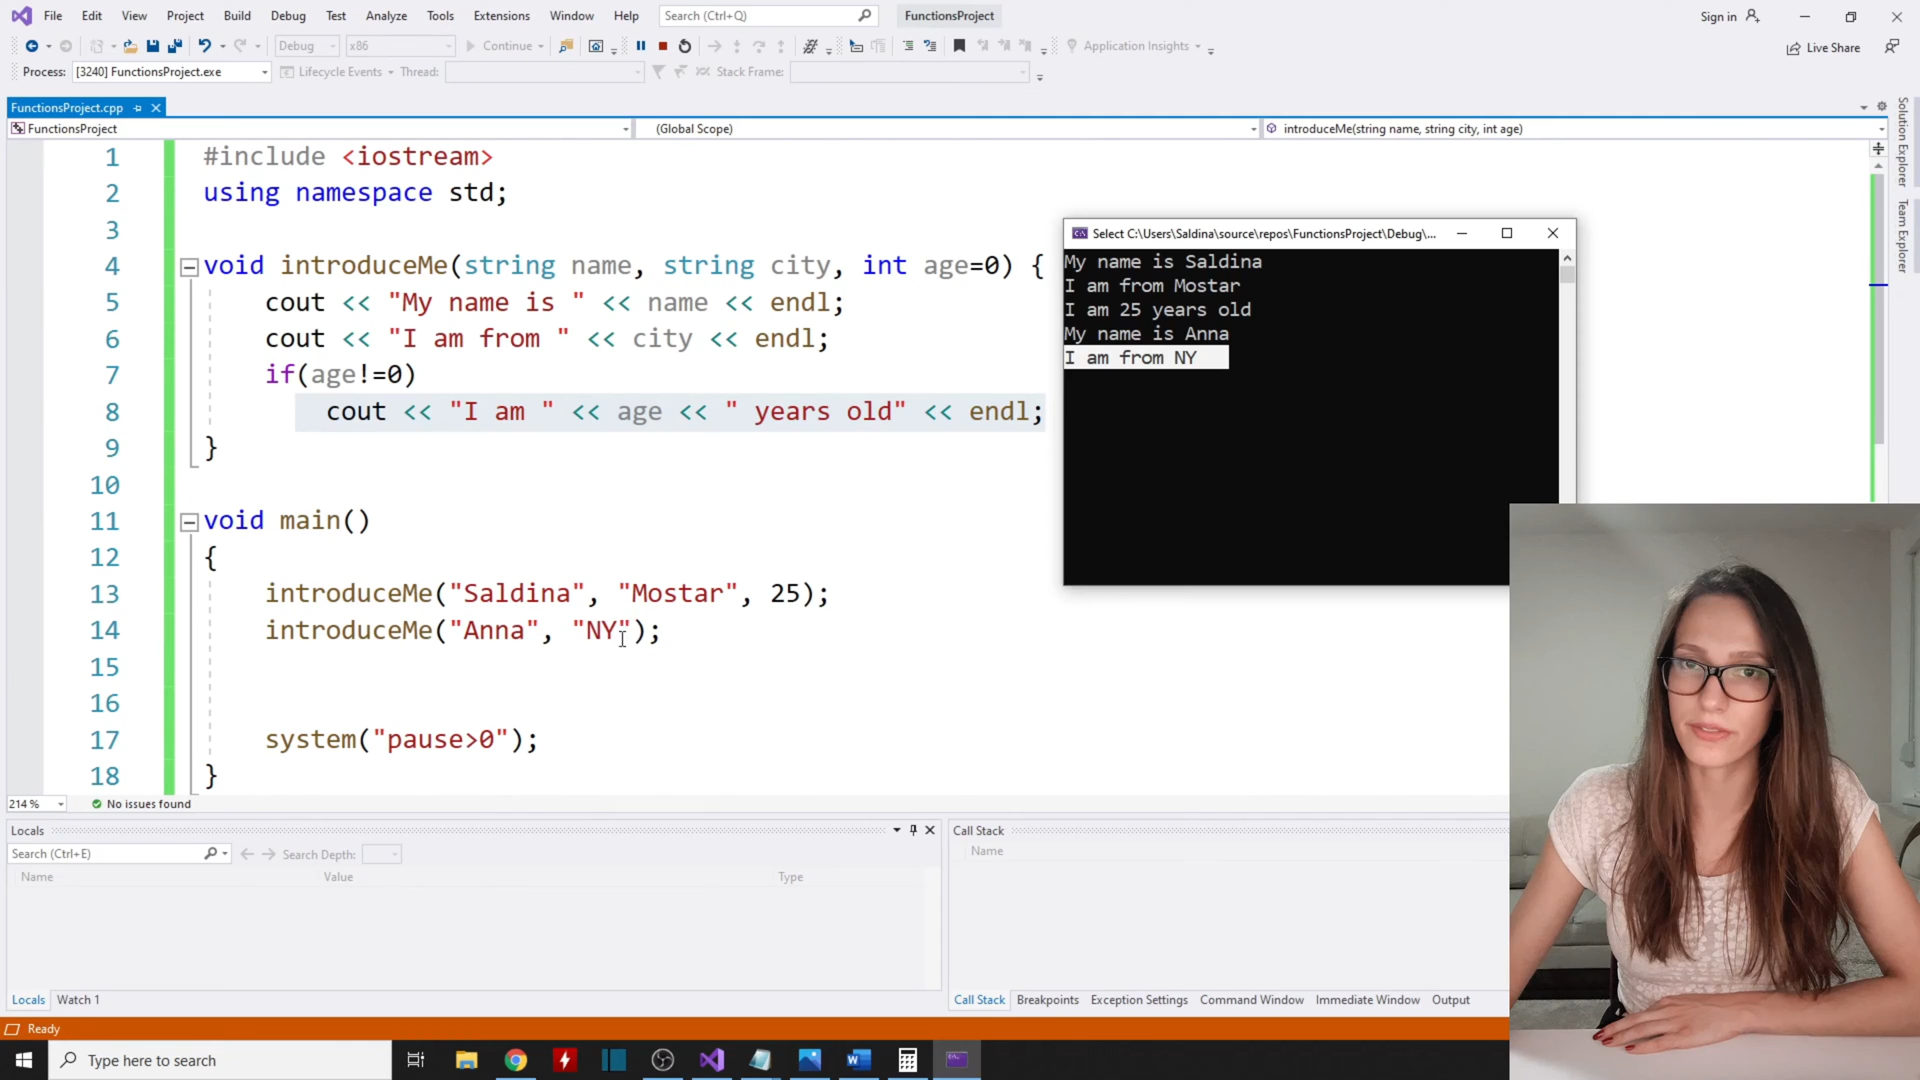 File Edit View Project Build Debug Test Analyze Tools Extensions Window Help Search (Ctrl+Q) FunctionsProject Sign in
Debug x86 Continue Application Insights Live Share
Process: [3240] FunctionsProject.exe Lifecycle Events Thread: Stack Frame:
FunctionsProject.cpp
FunctionsProject (Global Scope) introduceMe(string name, string city, int age)
1 #include <iostream>
2 using namespace std;
3
4 void introduceMe(string name, string city, int age=0) {
5 cout << "My name is " << name << endl;
6 cout << "I am from " << city << endl;
7 if(age!=0)
8 cout << "I am " << age << " years old" << endl;
9 }
10
11 void main()
12 {
13 introduceMe("Saldina", "Mostar", 25);
14 introduceMe("Anna", "NY");
15
16
17 system("pause>0");
18 }
Select C:\Users\Saldina\source\repos\FunctionsProject\Debug\...
My name is Saldina
I am from Mostar
I am 25 years old
My name is Anna
I am from NY
Solution Explorer
Team Explorer
214 % No issues found
Locals
Search (Ctrl+E) Search Depth:
Name Value Type
Locals Watch 1
Call Stack
Name
Call Stack Breakpoints Exception Settings Command Window Immediate Window Output
Ready
Type here to search